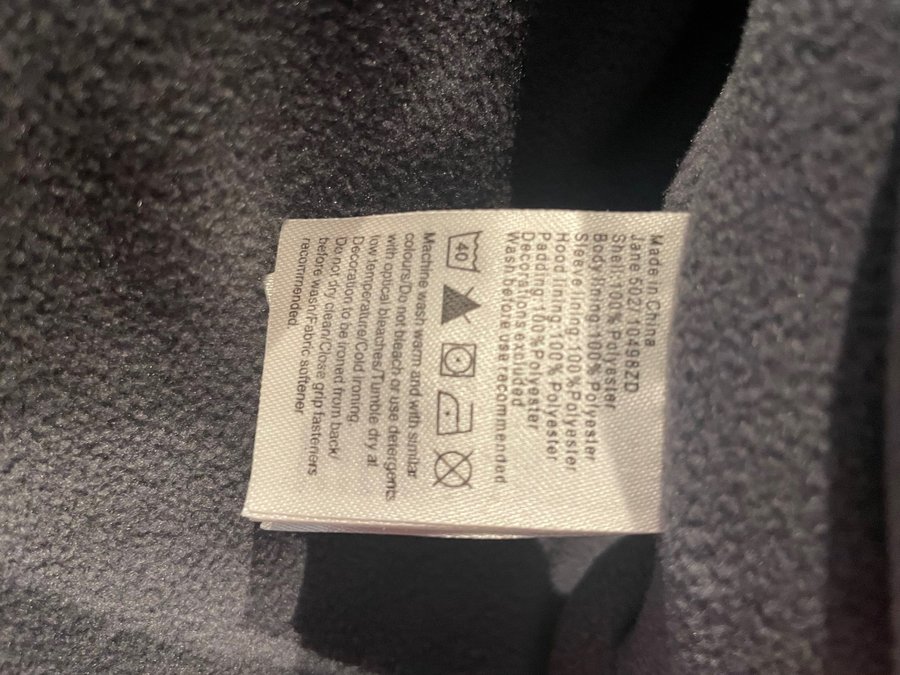 Made in China
Jane 5027/10498ZD
Shell:100% Polyester
Body lining:100% Polyester
Sleeve lining:100% Polyester
Hood lining:100% Polyester
Padding:100%Polyester
Decorations excluded
Wash before use racommended
40
Machine wash warm and with similar
colours/Do not bleach or use detergents
with optical bleaches/Tumble dry at
low temperature/Cold ironing
Decoration to be ironed from back
Do not dry clean/Close grip fasteners
before wash/Fabric softener
racommended.